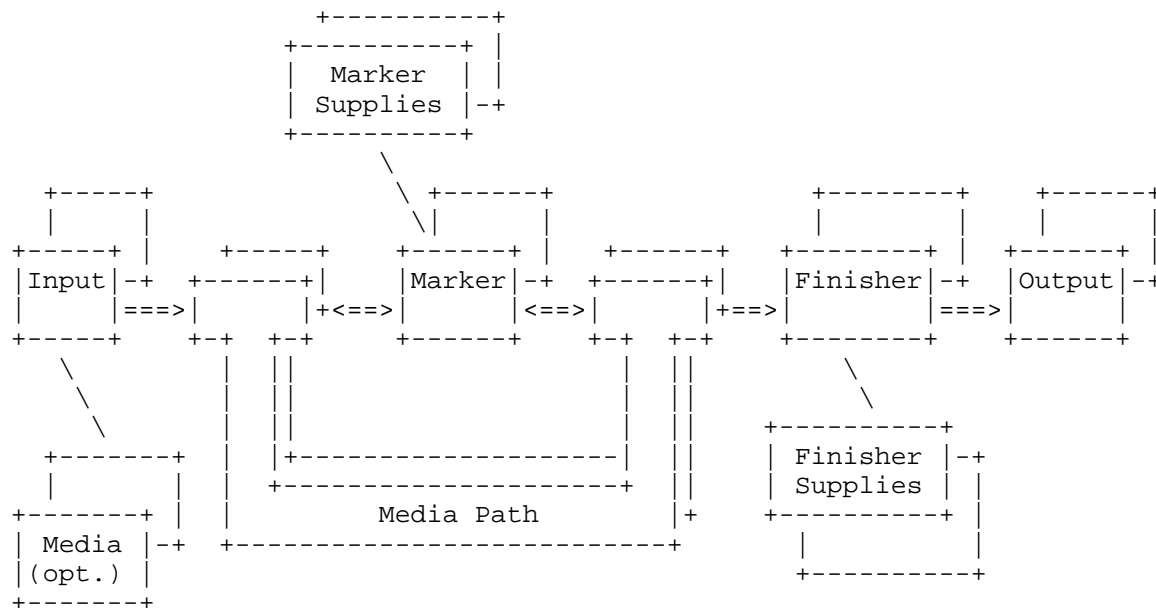 Marker
Supplies
Input Marker Finisher Output
Finisher
Supplies
Media Path
Media
(opt.)